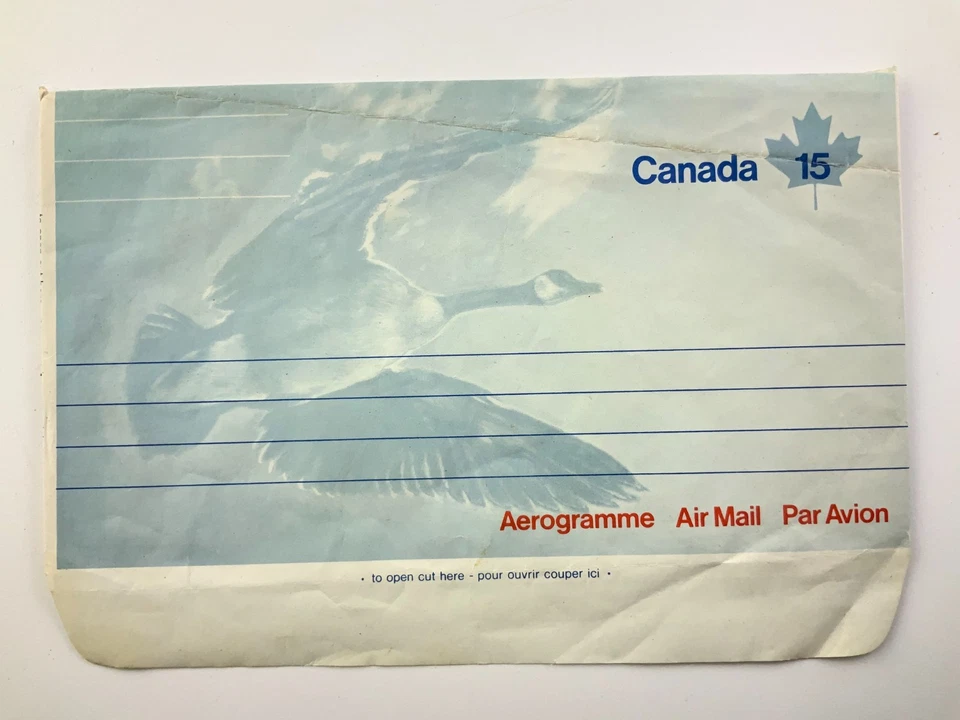 Canada 15
Aerogramme Air Mail Par Avion
· to open cut here - pour ouvrir couper ici ·